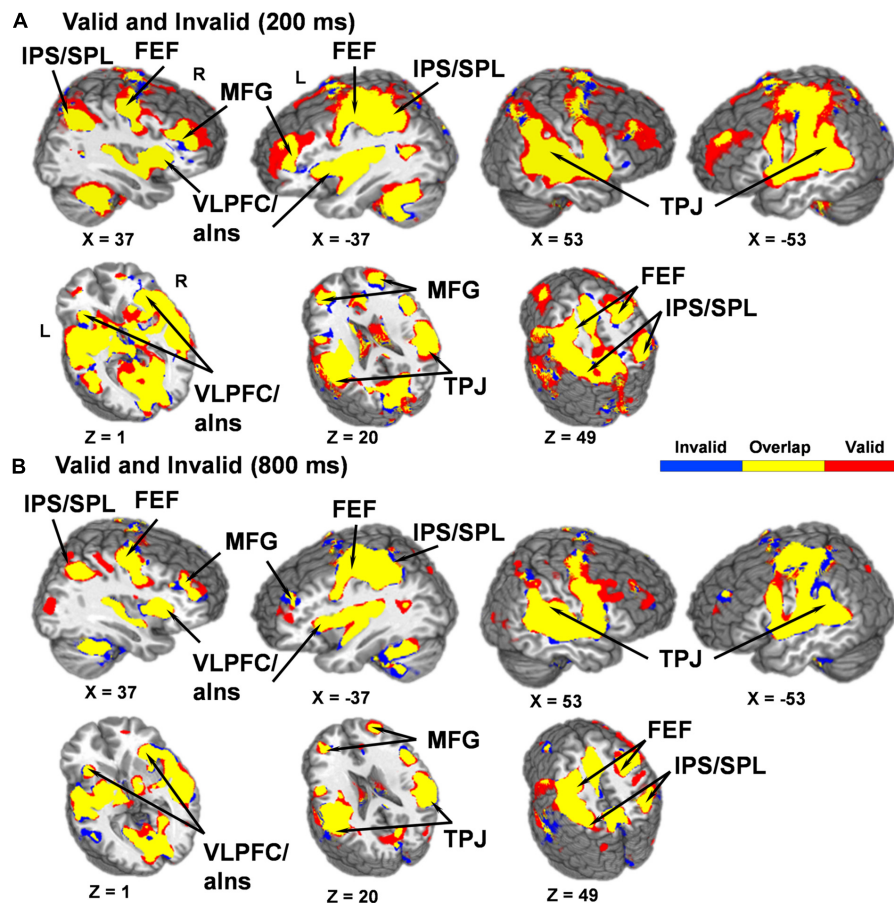 A Valid and Invalid (200 ms)
IPS/SPL
FEF
R
MFG
L
FEF
IPS/SPL
VLPFC/
aIns
TPJ
X = 37
X = -37
X = 53
X = -53
R
L
VLPFC/
aIns
MFG
TPJ
FEF
IPS/SPL
Z = 1
Z = 20
Z = 49
Invalid Overlap Valid
B Valid and Invalid (800 ms)
IPS/SPL
FEF
MFG
FEF
IPS/SPL
VLPFC/
aIns
TPJ
X = 37
X = -37
X = 53
X = -53
VLPFC/
aIns
MFG
TPJ
FEF
IPS/SPL
Z = 1
Z = 20
Z = 49